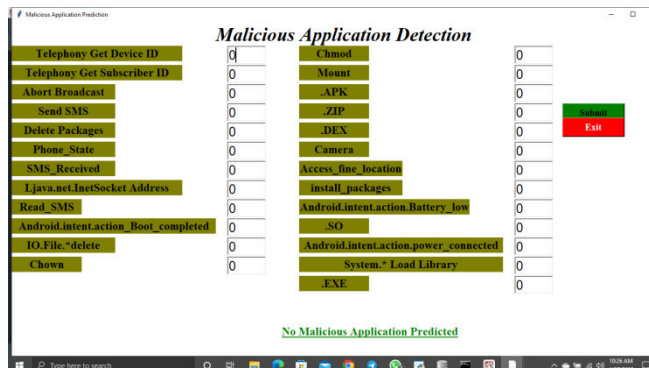 Malicious Application Prediction
Malicious Application Detection
Telephony Get Device ID 0 Chmod 0
Telephony Get Subscriber ID 0 Mount 0
Abort Broadcast 0 .APK 0
Send SMS 0 .ZIP 0 Submit
Delete Packages 0 .DEX 0 Exit
Phone_State 0 Camera 0
SMS_Received 0 Access_fine_location 0
Ljava.net.InetSocket Address 0 install_packages 0
Read_SMS 0 Android.intent.action.Battery_low 0
Android.intent.action_Boot_completed 0 .SO 0
IO.File.*delete 0 Android.intent.action.power_connected 0
Chown 0 System.* Load Library 0
.EXE 0
No Malicious Application Predicted
Type here to search
10:26 AM